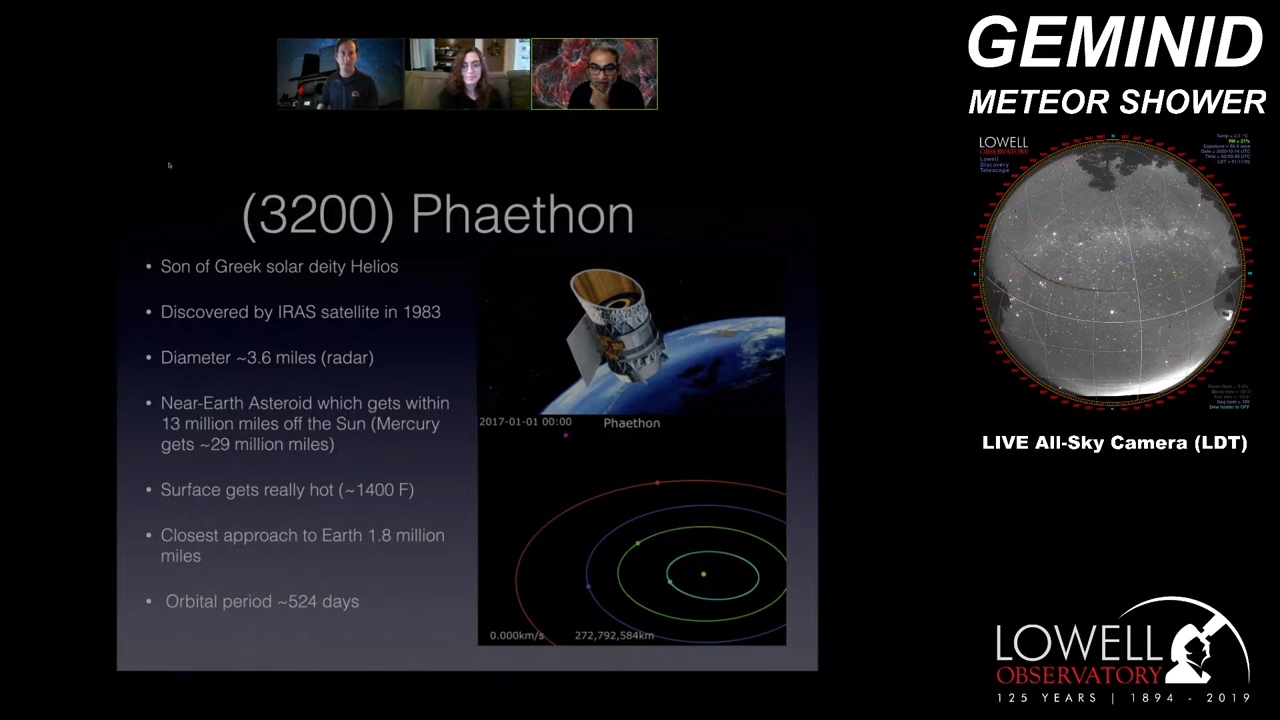 GEMINID
METEOR SHOWER
LOWELL
OBSERVATORY
Lowell
Discovery
Telescope
(3200) Phaethon
• Son of Greek solar deity Helios
• Discovered by IRAS satellite in 1983
• Diameter ~3.6 miles (radar)
• Near-Earth Asteroid which gets within
13 million miles off the Sun (Mercury
gets ~29 million miles)
• Surface gets really hot (~1400 F)
• Closest approach to Earth 1.8 million
miles
• Orbital period ~524 days
2017-01-01 00:00
Phaethon
0.000km/s
272,792,584km
LIVE All-Sky Camera (LDT)
LOWELL
OBSERVATORY
125 YEARS | 1894 - 2019